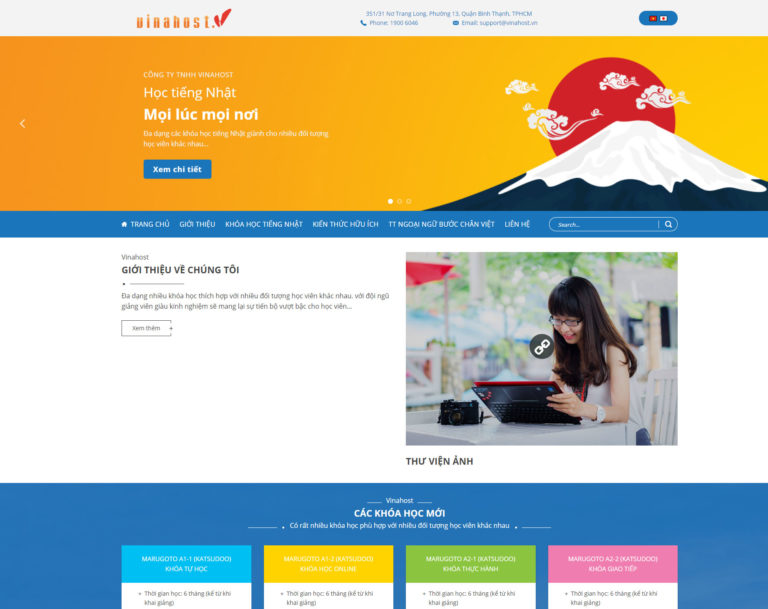 vinahost.
351/31 Nơ Trang Long, Phường 13, Quận Bình Thạnh, TPHCM
Phone: 1900 6046
Email: support@vinahost.vn
CÔNG TY TNHH VINAHOST
Học tiếng Nhật
Mọi lúc mọi nơi
Đa dạng các khóa học tiếng Nhật giành cho nhiều đối tượng
học viên khác nhau...
Xem chi tiết
TRANG CHỦ
GIỚI THIỆU
KHÓA HỌC TIẾNG NHẬT
KIẾN THỨC HỮU ÍCH
TT NGOẠI NGỮ BƯỚC CHÂN VIỆT
LIÊN HỆ
Search...
Vinahost
GIỚI THIỆU VỀ CHÚNG TÔI
Đa dạng nhiều khóa học thích hợp với nhiều đối tượng học viên khác nhau, với đội ngũ
giảng viên giàu kinh nghiệm sẽ mang lại sự tiến bộ vượt bậc cho học viên...
Xem thêm +
THƯ VIỆN ẢNH
Vinahost
CÁC KHÓA HỌC MỚI
Có rất nhiều khóa học phù hợp với nhiều đối tượng học viên khác nhau
MARUGOTO A1-1 (KATSUDOO)
KHÓA TỰ HỌC
+ Thời gian học: 6 tháng (kể từ khi
khai giảng)
MARUGOTO A1-2 (KATSUDOO)
KHÓA HỌC ONLINE
+ Thời gian học: 6 tháng (kể từ khi
khai giảng)
MARUGOTO A2-1 (KATSUDOO)
KHÓA THỰC HÀNH
+ Thời gian học: 6 tháng (kể từ khi
khai giảng)
MARUGOTO A2-2 (KATSUDOO)
KHÓA GIAO TIẾP
+ Thời gian học: 6 tháng (kể từ khi
khai giảng)